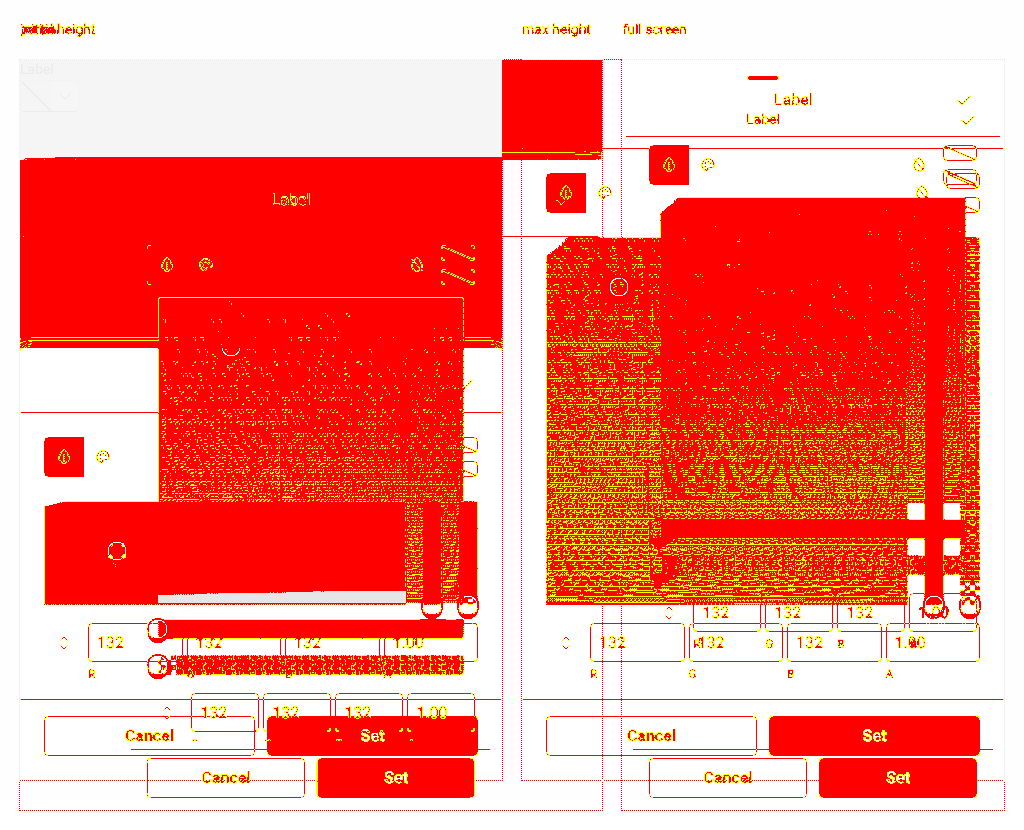 height
max height
full screen
Label
Label
Label
Label
132
132
132
1.00
132
132
132
1.00
R
132
132
132
1.00
132
132
132
1.00
G
B
R
G
B
A
Cancel
Set
Cancel
Set
Cancel
Set
Cancel
Set